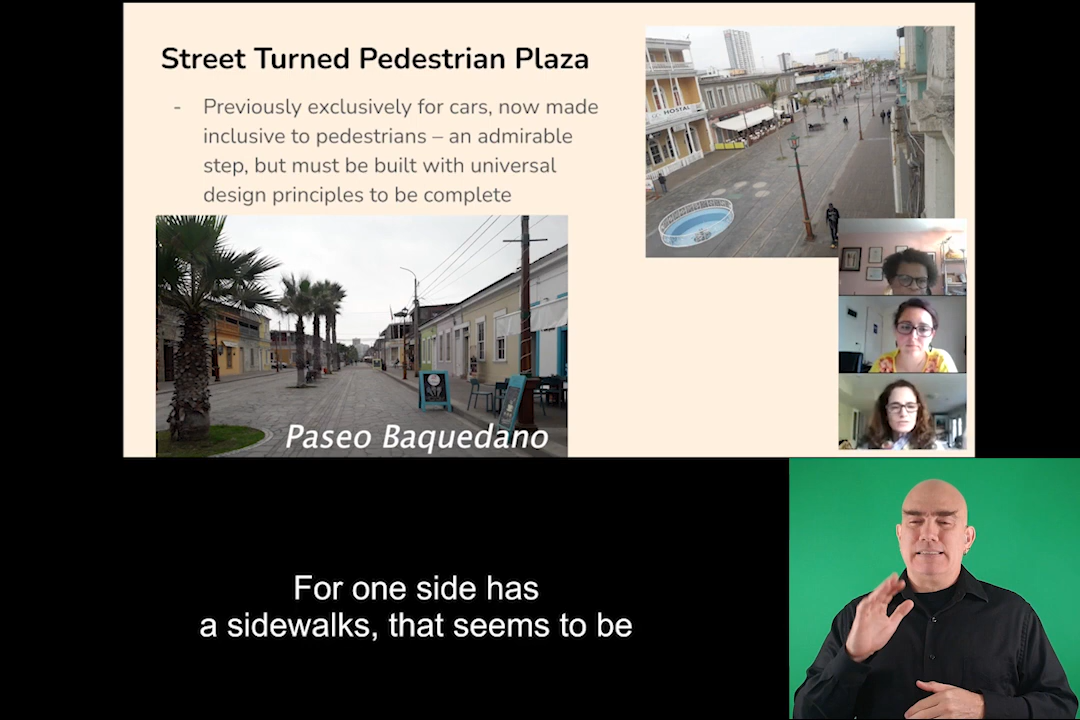 Street Turned Pedestrian Plaza
- Previously exclusively for cars, now made
inclusive to pedestrians – an admirable
step, but must be built with universal
design principles to be complete
HOSTAL
Paseo Baquedano
For one side has
a sidewalks, that seems to be